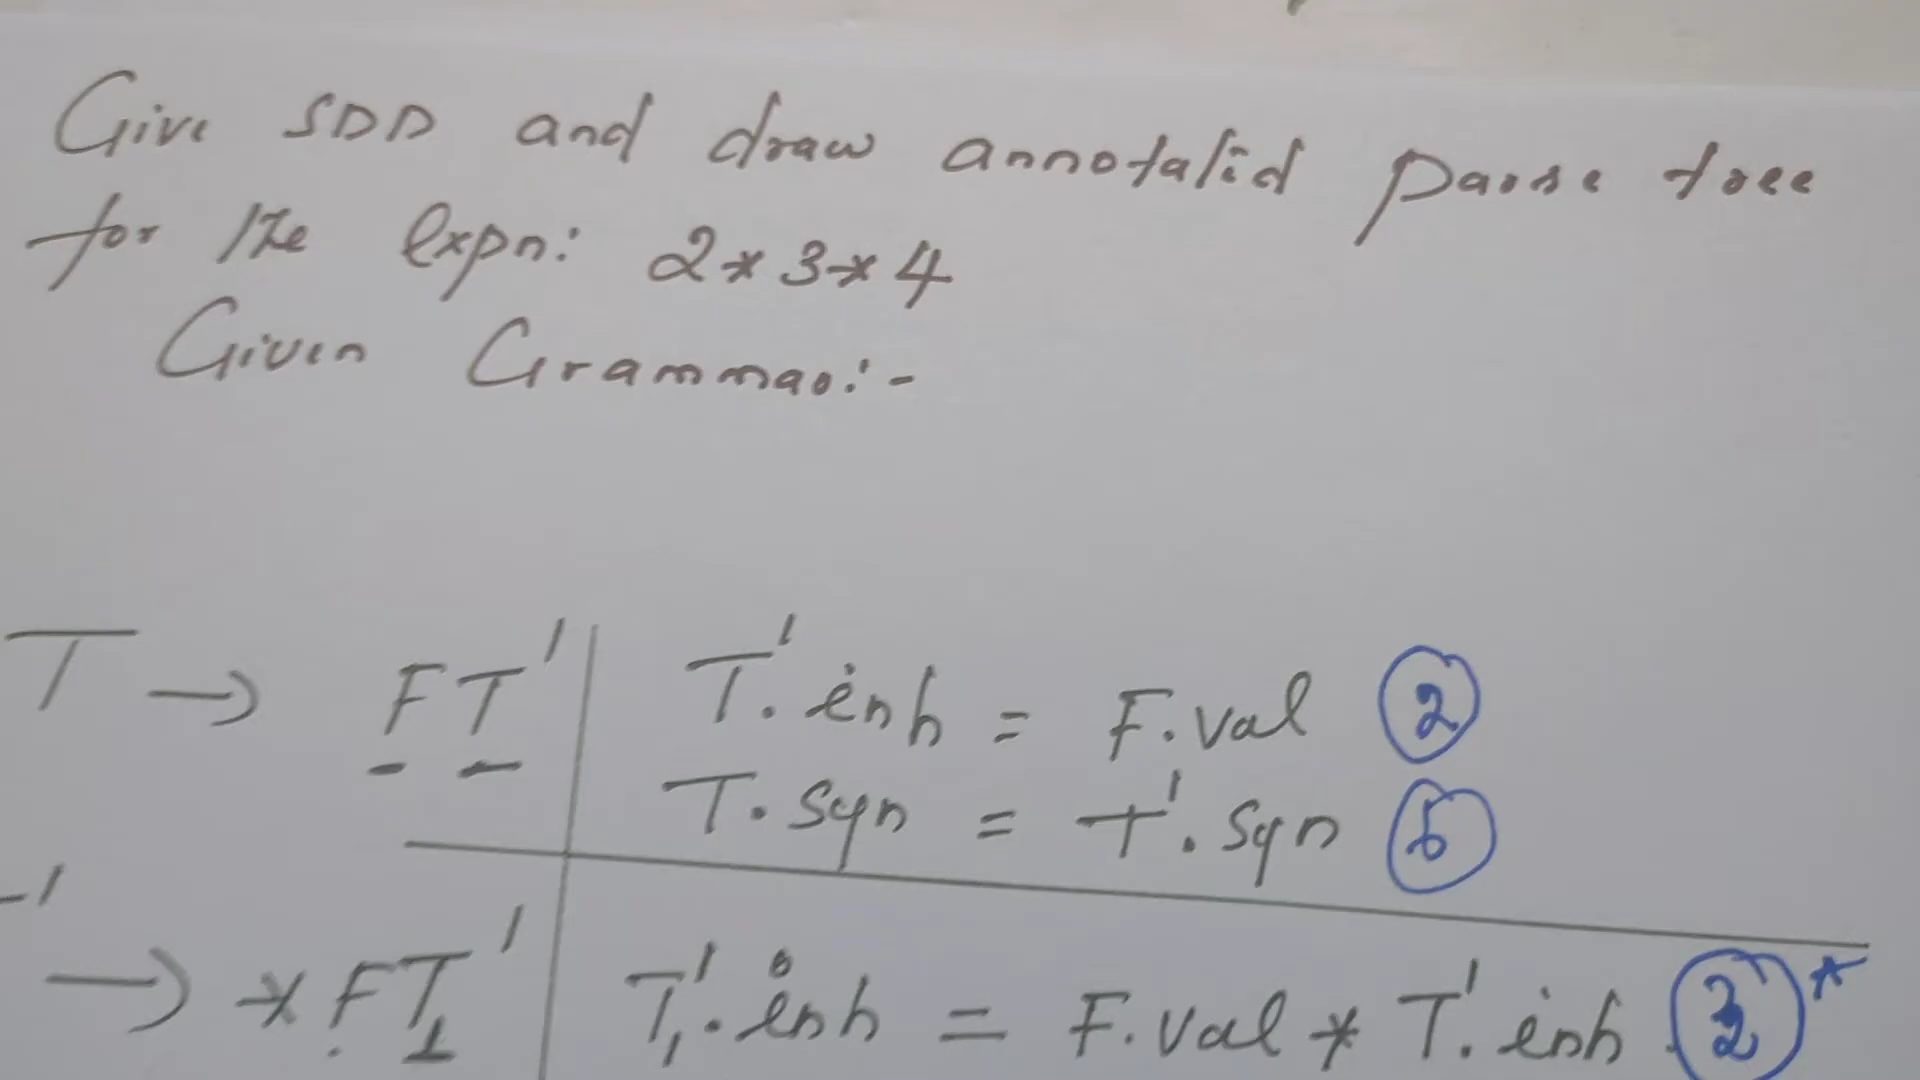 Give SDD and draw annotated parse tree
for the expn: 2*3*4
Given Grammar:-
T → FT' | T'.inh = F.val ②
T.syn = T'.syn ⑤
→ *FT₁' | T₁'.inh = F.val * T'.inh ③*